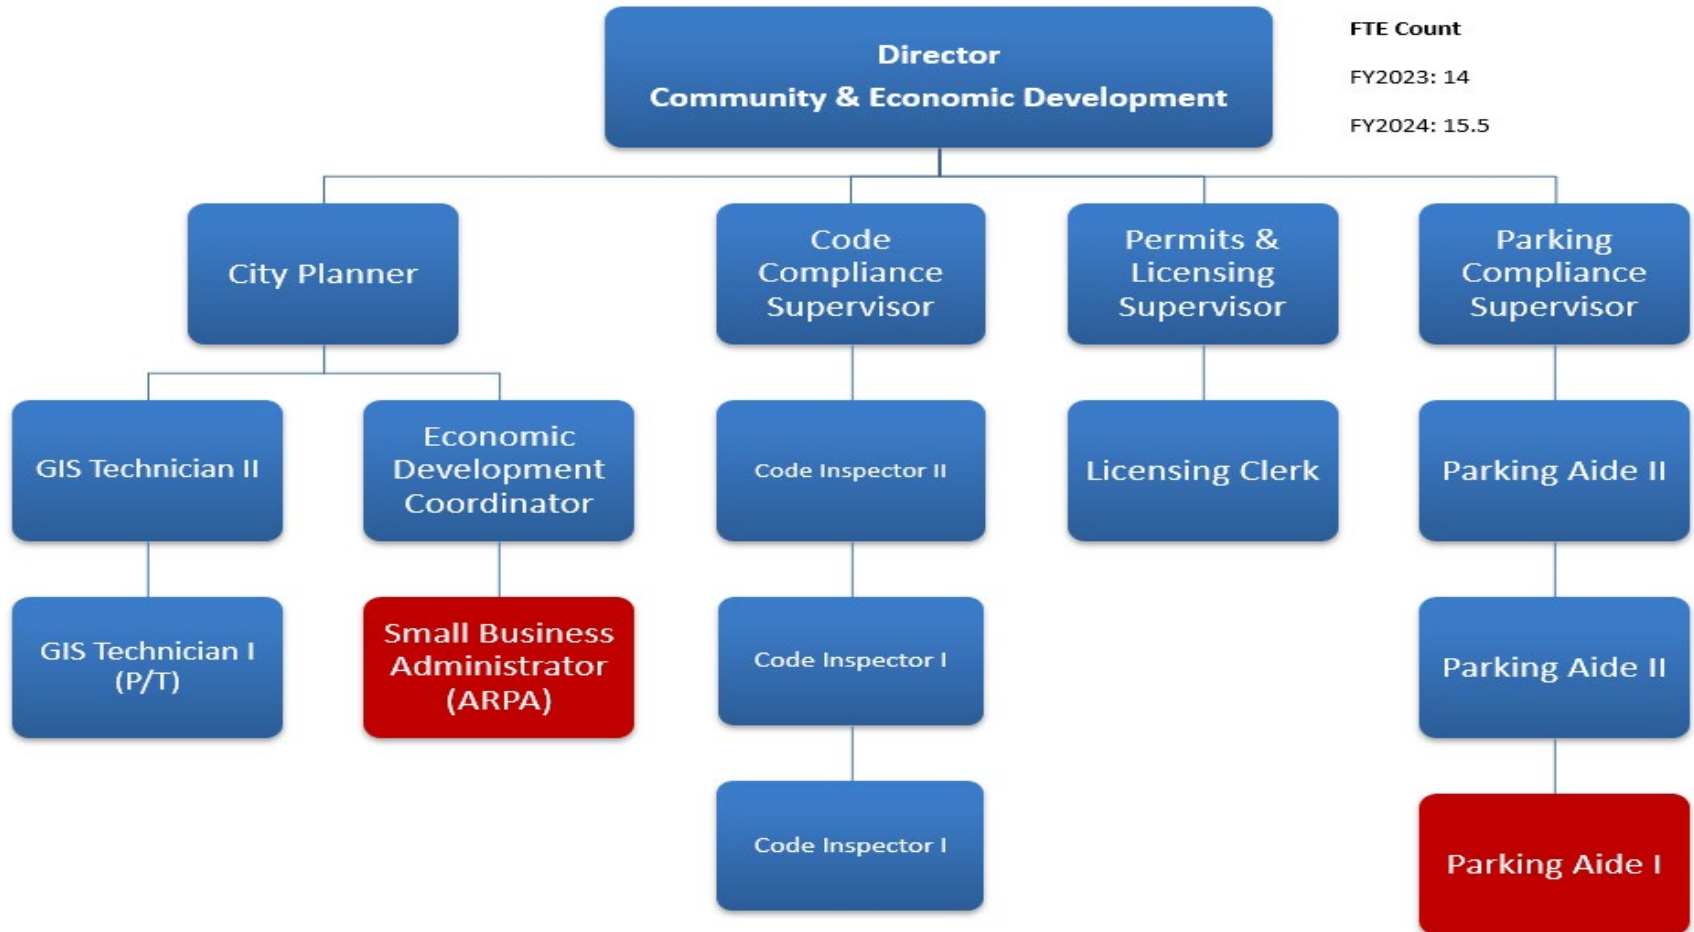 Director
Community & Economic Development
FTE Count
FY2023: 14
FY2024: 15.5
City Planner
Code
Compliance
Supervisor
Permits &
Licensing
Supervisor
Parking
Compliance
Supervisor
GIS Technician II
Economic
Development
Coordinator
Code Inspector II
Licensing Clerk
Parking Aide II
GIS Technician I
(P/T)
Small Business
Administrator
(ARPA)
Code Inspector I
Parking Aide II
Code Inspector I
Parking Aide I